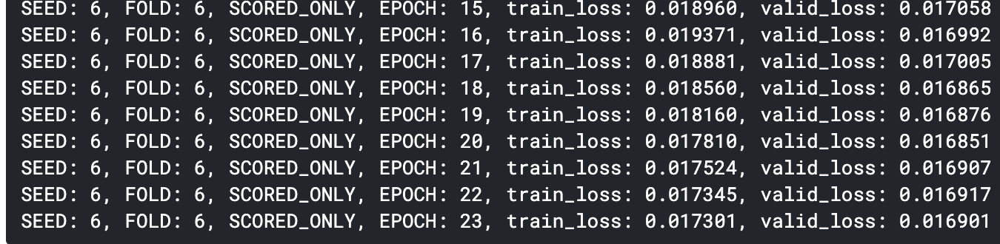 SEED: 6, FOLD: 6, SCORED_ONLY, EPOCH: 15, train_loss: 0.018960, valid_loss: 0.017058
SEED: 6, FOLD: 6, SCORED_ONLY, EPOCH: 16, train_loss: 0.019371, valid_loss: 0.016992
SEED: 6, FOLD: 6, SCORED_ONLY, EPOCH: 17, train_loss: 0.018881, valid_loss: 0.017005
SEED: 6, FOLD: 6, SCORED_ONLY, EPOCH: 18, train_loss: 0.018560, valid_loss: 0.016865
SEED: 6, FOLD: 6, SCORED_ONLY, EPOCH: 19, train_loss: 0.018160, valid_loss: 0.016876
SEED: 6, FOLD: 6, SCORED_ONLY, EPOCH: 20, train_loss: 0.017810, valid_loss: 0.016851
SEED: 6, FOLD: 6, SCORED_ONLY, EPOCH: 21, train_loss: 0.017524, valid_loss: 0.016907
SEED: 6, FOLD: 6, SCORED_ONLY, EPOCH: 22, train_loss: 0.017345, valid_loss: 0.016917
SEED: 6, FOLD: 6, SCORED_ONLY, EPOCH: 23, train_loss: 0.017301, valid_loss: 0.016901